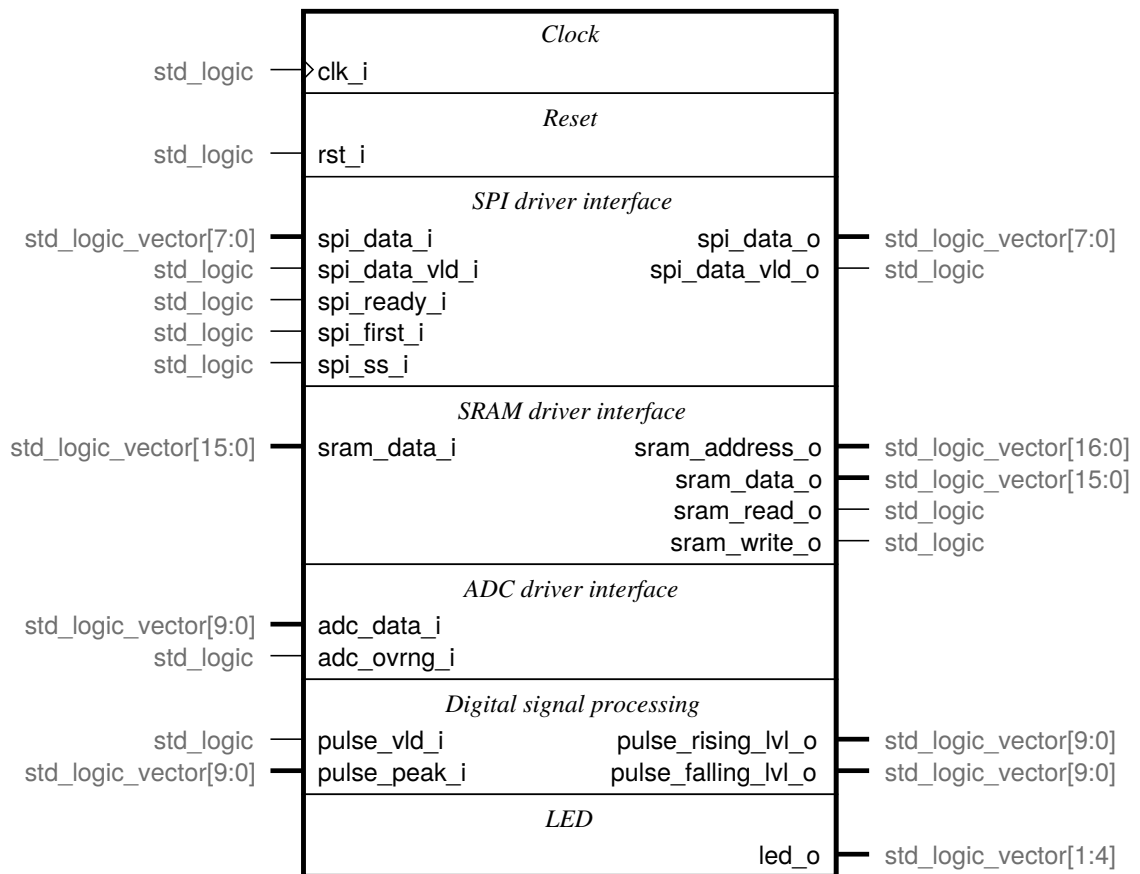 Clock
std_logic clk_i
Reset
std_logic rst_i
SPI driver interface
std_logic_vector[7:0] spi_data_i spi_data_o std_logic_vector[7:0]
std_logic spi_data_vld_i spi_data_vld_o std_logic
std_logic spi_ready_i
std_logic spi_first_i
std_logic spi_ss_i
SRAM driver interface
std_logic_vector[15:0] sram_data_i sram_address_o std_logic_vector[16:0]
sram_data_o std_logic_vector[15:0]
sram_read_o std_logic
sram_write_o std_logic
ADC driver interface
std_logic_vector[9:0] adc_data_i
std_logic adc_ovrng_i
Digital signal processing
std_logic pulse_vld_i pulse_rising_lvl_o std_logic_vector[9:0]
std_logic_vector[9:0] pulse_peak_i pulse_falling_lvl_o std_logic_vector[9:0]
LED
led_o std_logic_vector[1:4]